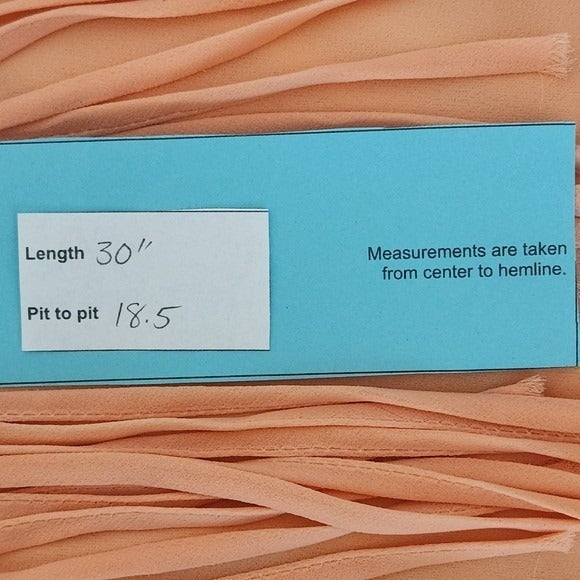 Length 30"
Pit to pit 18.5
Measurements are taken
from center to hemline.